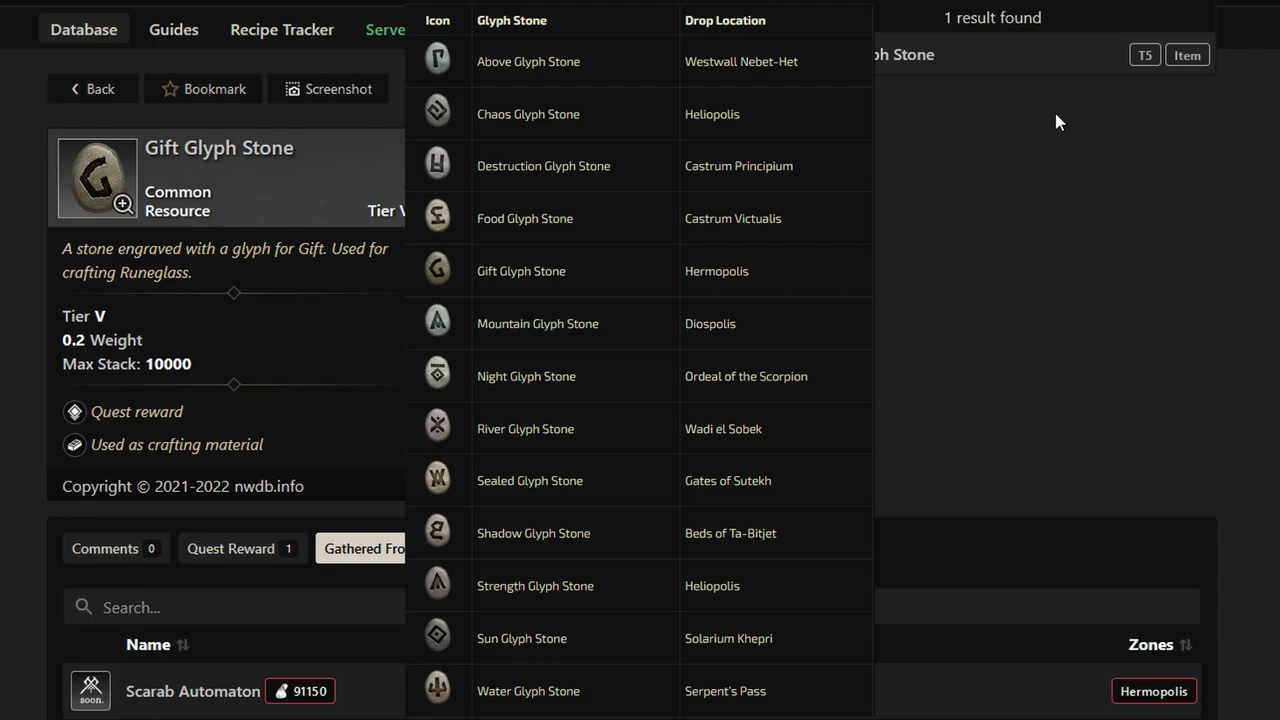 Database Guides Recipe Tracker Serve
Back Bookmark Screenshot
Gift Glyph Stone
Common
Resource
Tier V
A stone engraved with a glyph for Gift. Used for
crafting Runeglass.
Tier V
0.2 Weight
Max Stack: 10000
Quest reward
Used as crafting material
Copyright © 2021-2022 nwdb.info
Comments 0 Quest Reward 1 Gathered Fro
Search...
Name
soon.
Scarab Automaton 91150
Icon Glyph Stone Drop Location
Above Glyph Stone Westwall Nebet-Het
Chaos Glyph Stone Heliopolis
Destruction Glyph Stone Castrum Principium
Food Glyph Stone Castrum Victualis
Gift Glyph Stone Hermopolis
Mountain Glyph Stone Diospolis
Night Glyph Stone Ordeal of the Scorpion
River Glyph Stone Wadi el Sobek
Sealed Glyph Stone Gates of Sutekh
Shadow Glyph Stone Beds of Ta-Bitjet
Strength Glyph Stone Heliopolis
Sun Glyph Stone Solarium Khepri
Water Glyph Stone Serpent's Pass
1 result found
ph Stone T5 Item
Zones
Hermopolis